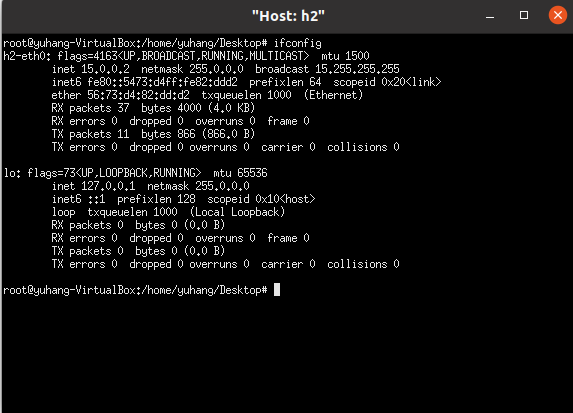 "Host: h2"
root@yuhang-VirtualBox:/home/yuhang/Desktop# ifconfig
h2-eth0: flags=4163<UP,BROADCAST,RUNNING,MULTICAST>  mtu 1500
        inet 15.0.0.2  netmask 255.0.0.0  broadcast 15.255.255.255
        inet6 fe80::5473:d4ff:fe82:ddd2  prefixlen 64  scopeid 0x20<link>
        ether 56:73:d4:82:dd:d2  txqueuelen 1000  (Ethernet)
        RX packets 37  bytes 4000 (4.0 KB)
        RX errors 0  dropped 0  overruns 0  frame 0
        TX packets 11  bytes 866 (866.0 B)
        TX errors 0  dropped 0 overruns 0  carrier 0  collisions 0
lo: flags=73<UP,LOOPBACK,RUNNING>  mtu 65536
        inet 127.0.0.1  netmask 255.0.0.0
        inet6 ::1  prefixlen 128  scopeid 0x10<host>
        loop  txqueuelen 1000  (Local Loopback)
        RX packets 0  bytes 0 (0.0 B)
        RX errors 0  dropped 0  overruns 0  frame 0
        TX packets 0  bytes 0 (0.0 B)
        TX errors 0  dropped 0 overruns 0  carrier 0  collisions 0
root@yuhang-VirtualBox:/home/yuhang/Desktop#